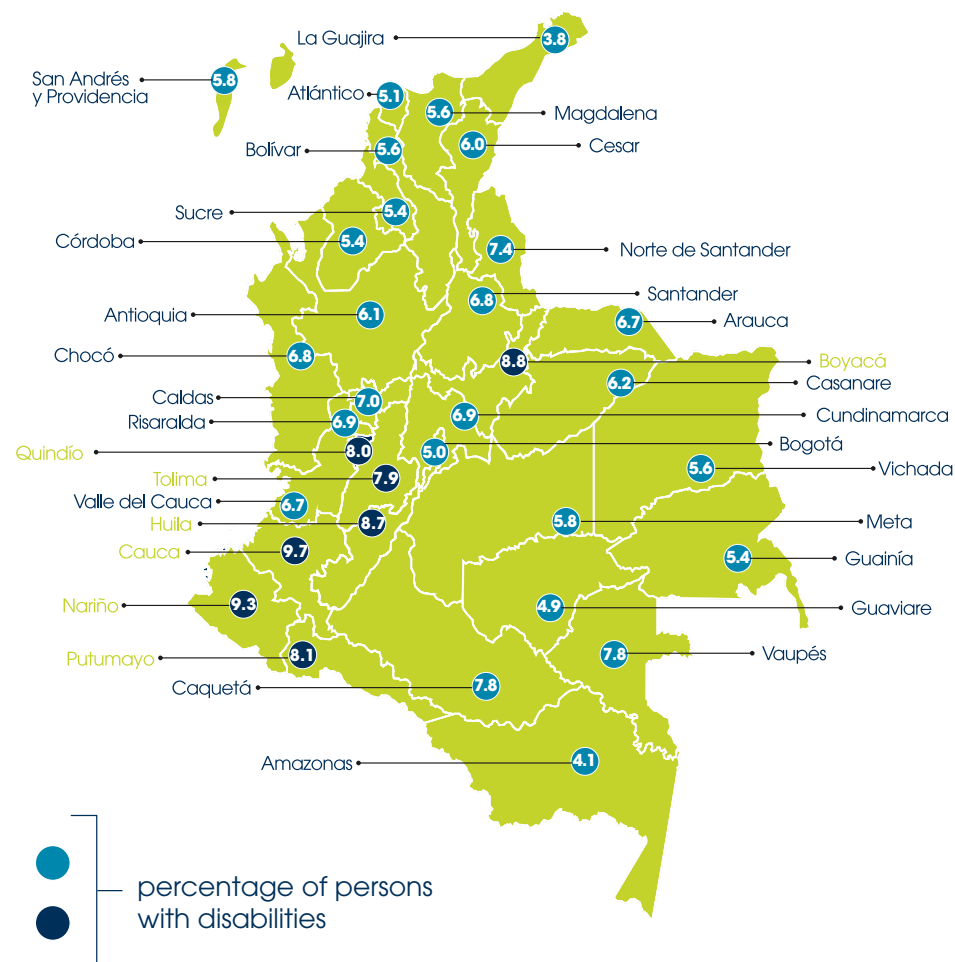 La Guajira
3.8
San Andrés
y Providencia
5.8
Atlántico
5.1
5.6
Magdalena
Bolívar
5.6
6.0
Cesar
Sucre
5.4
Córdoba
5.4
7.4
Norte de Santander
6.8
Santander
Antioquia
6.1
6.7
Arauca
Chocó
6.8
8.8
Boyacá
6.2
Casanare
Caldas
7.0
Risaralda
6.9
6.9
Cundinamarca
Quindío
8.0
5.0
Bogotá
Tolima
7.9
5.6
Vichada
Valle del Cauca
6.7
Huila
8.7
5.8
Meta
Cauca
9.7
5.4
Guainía
Nariño
9.3
4.9
Guaviare
Putumayo
8.1
7.8
Vaupés
Caquetá
7.8
Amazonas
4.1
percentage of persons
with disabilities